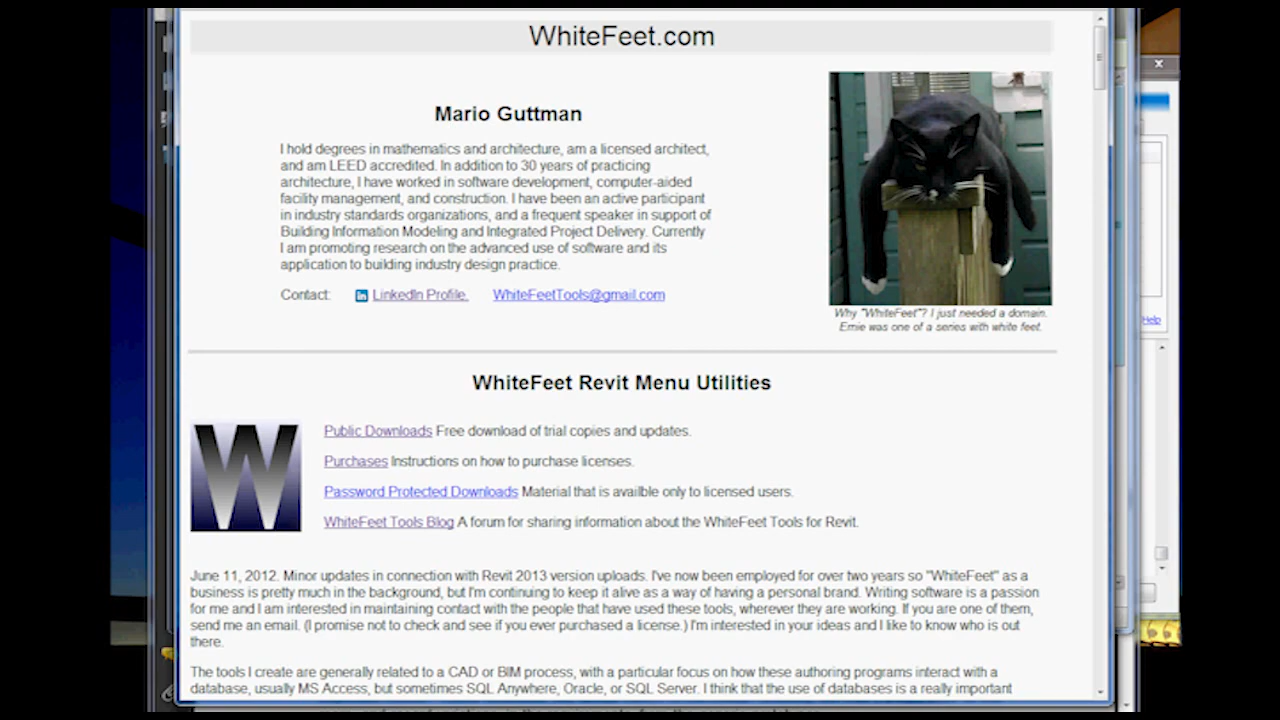 WhiteFeet.com
Mario Guttman
I hold degrees in mathematics and architecture, am a licensed architect,
and am LEED accredited. In addition to 30 years of practicing
architecture, I have worked in software development, computer-aided
facility management, and construction. I have been an active participant
in industry standards organizations, and a frequent speaker in support of
Building Information Modeling and Integrated Project Delivery. Currently
I am promoting research on the advanced use of software and its
application to building industry design practice.
Contact: in LinkedIn Profile. WhiteFeetTools@gmail.com
Why "WhiteFeet"? I just needed a domain.
Ernie was one of a series with white feet.
Help
WhiteFeet Revit Menu Utilities
W
Public Downloads Free download of trial copies and updates.
Purchases Instructions on how to purchase licenses.
Password Protected Downloads Material that is availble only to licensed users.
WhiteFeet Tools Blog A forum for sharing information about the WhiteFeet Tools for Revit.
June 11, 2012. Minor updates in connection with Revit 2013 version uploads. I've now been employed for over two years so "WhiteFeet" as a
business is pretty much in the background, but I'm continuing to keep it alive as a way of having a personal brand. Writing software is a passion
for me and I am interested in maintaining contact with the people that have used these tools, wherever they are working. If you are one of them,
send me an email. (I promise not to check and see if you ever purchased a license.) I'm interested in your ideas and I like to know who is out
there.
The tools I create are generally related to a CAD or BIM process, with a particular focus on how these authoring programs interact with a
database, usually MS Access, but sometimes SQL Anywhere, Oracle, or SQL Server. I think that the use of databases is a really important